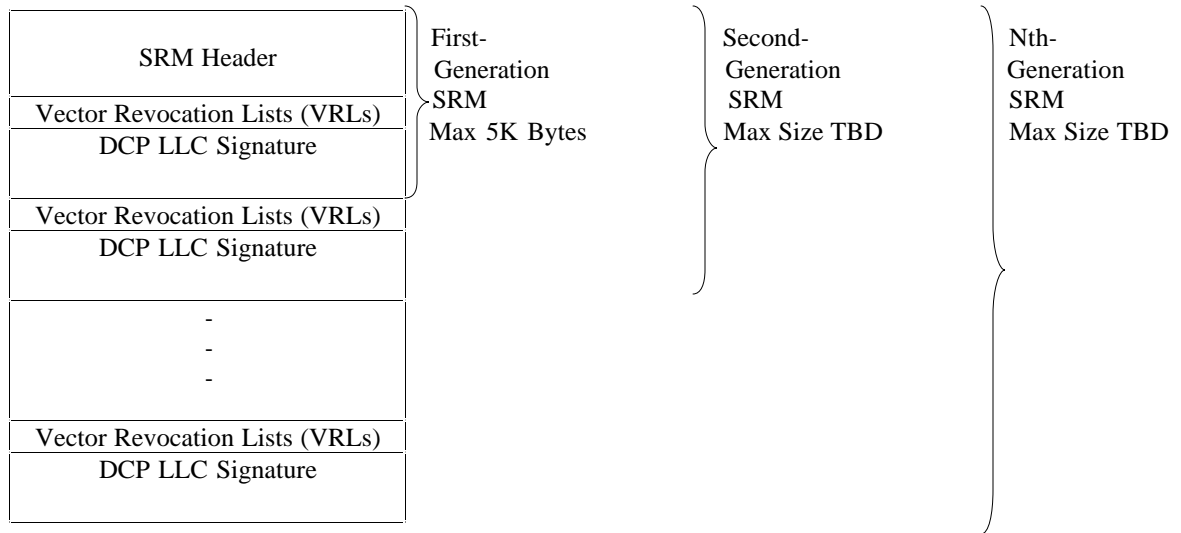 SRM Header
Vector Revocation Lists (VRLs)
DCP LLC Signature
Vector Revocation Lists (VRLs)
DCP LLC Signature
-
-
-
Vector Revocation Lists (VRLs)
DCP LLC Signature
First-
Generation
SRM
Max 5K Bytes
Second-
Generation
SRM
Max Size TBD
Nth-
Generation
SRM
Max Size TBD